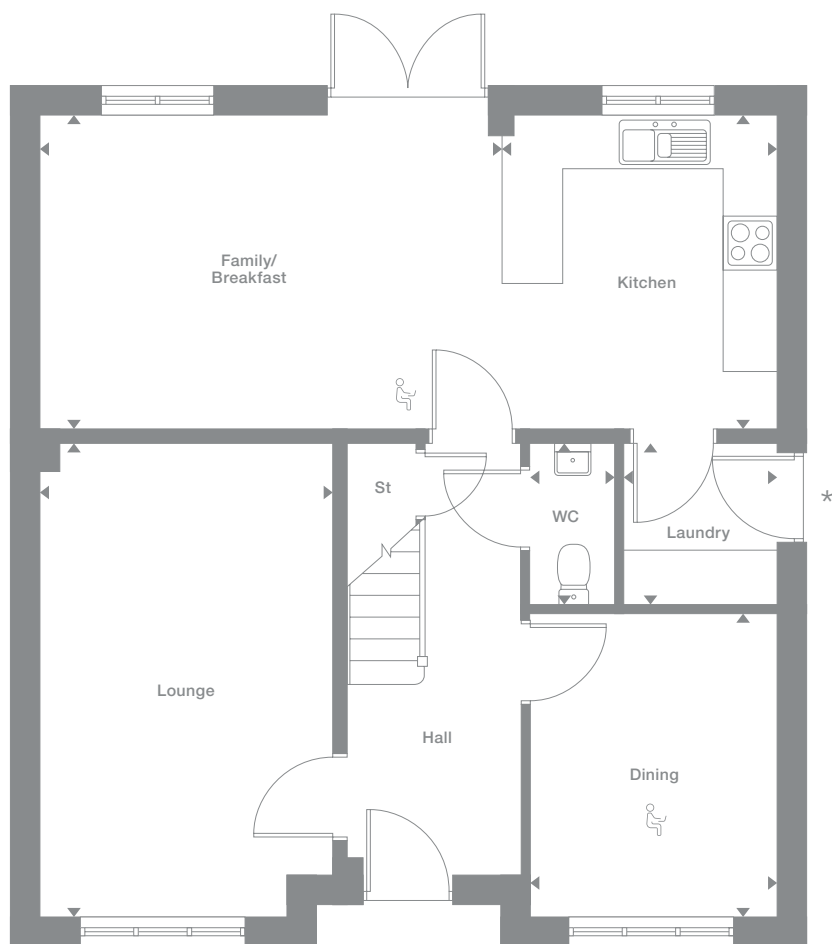 Family/
Breakfast
Kitchen
St
WC
*
Laundry
Lounge
Hall
Dining